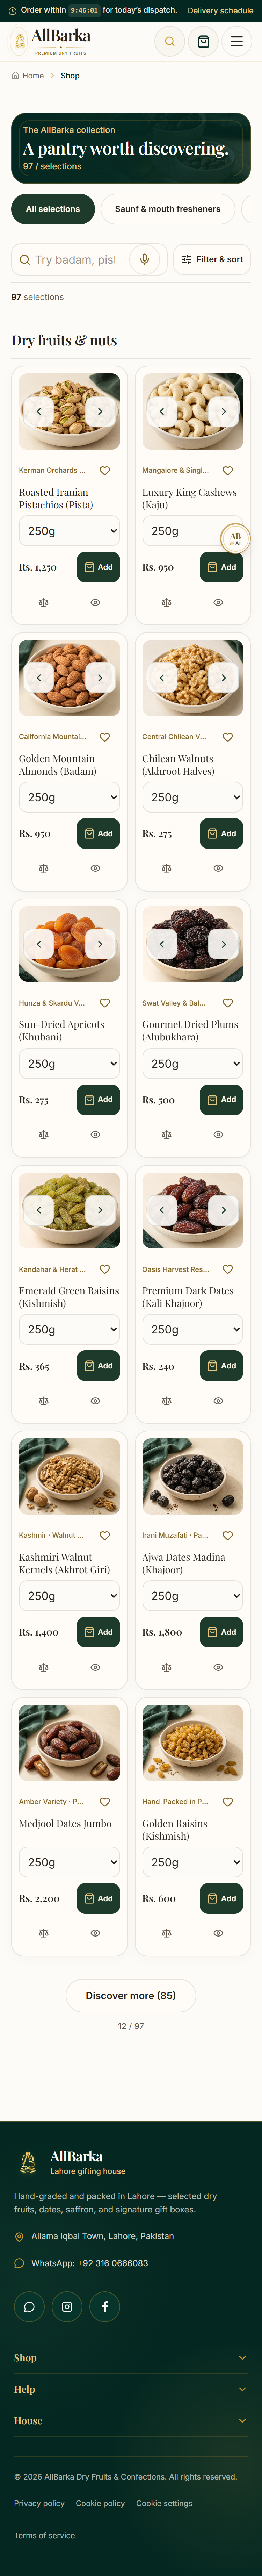 Order within 9:46:01 for today's dispatch. Delivery schedule
AllBarka
PREMIUM DRY FRUITS
Home > Shop
The AllBarka collection
A pantry worth discovering.
97 / selections
All selections
Saunf & mouth fresheners
Try badam, pis
Filter & sort
97 selections
Dry fruits & nuts
Kerman Orchards ...
Roasted Iranian
Pistachios (Pista)
250g
Rs. 1,250
Add
Mangalore & Singl...
Luxury King Cashews
(Kaju)
250g
Rs. 950
Add
AB
AI
California Mountai...
Golden Mountain
Almonds (Badam)
250g
Rs. 950
Add
Central Chilean V...
Chilean Walnuts
(Akhroot Halves)
250g
Rs. 275
Add
Hunza & Skardu V...
Sun-Dried Apricots
(Khubani)
250g
Rs. 275
Add
Swat Valley & Bal...
Gourmet Dried Plums
(Alubukhara)
250g
Rs. 500
Add
Kandahar & Herat ...
Emerald Green Raisins
(Kishmish)
250g
Rs. 365
Add
Oasis Harvest Res...
Premium Dark Dates
(Kali Khajoor)
250g
Rs. 240
Add
Kashmir · Walnut ...
Kashmiri Walnut
Kernels (Akhrot Giri)
250g
Rs. 1,400
Add
Irani Muzafati · Pa...
Ajwa Dates Madina
(Khajoor)
250g
Rs. 1,800
Add
Amber Variety · P...
Medjool Dates Jumbo
250g
Rs. 2,200
Add
Hand-Packed in P...
Golden Raisins
(Kishmish)
250g
Rs. 600
Add
Discover more (85)
12 / 97
AllBarka
Lahore gifting house
Hand-graded and packed in Lahore — selected dry
fruits, dates, saffron, and signature gift boxes.
Allama Iqbal Town, Lahore, Pakistan
WhatsApp: +92 316 0666083
Shop
Help
House
© 2026 AllBarka Dry Fruits & Confections. All rights reserved.
Privacy policy Cookie policy Cookie settings
Terms of service